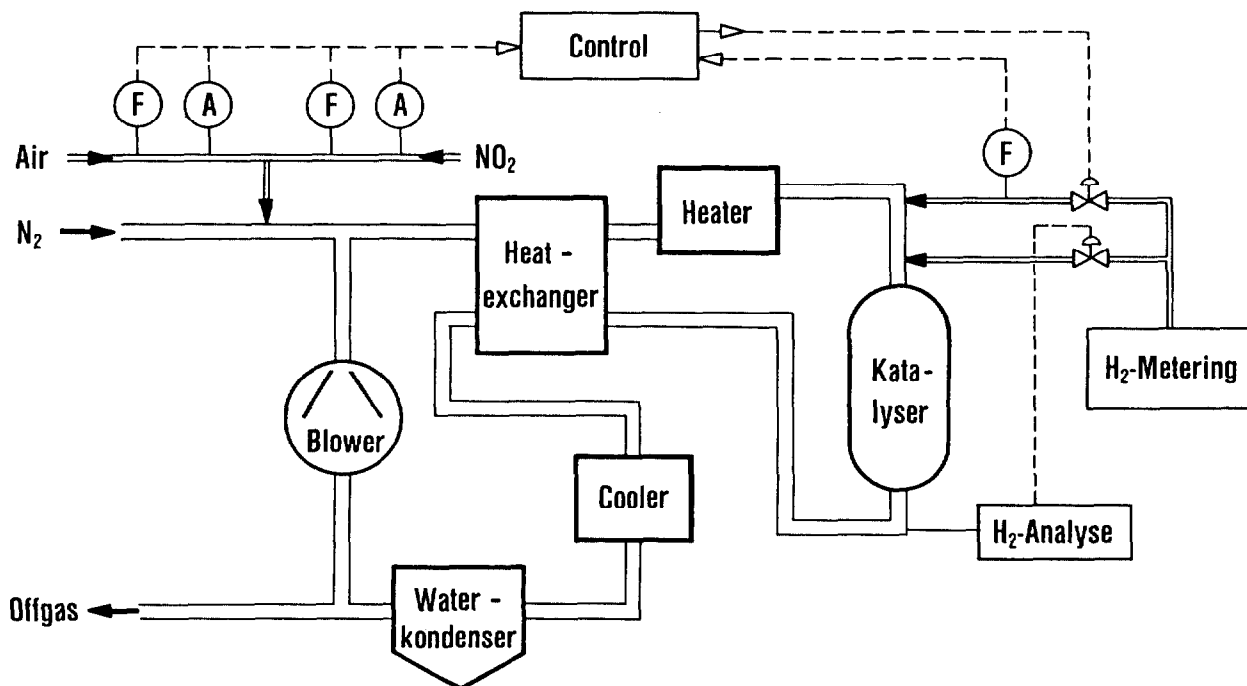 Control
F
A
F
A
Air
NO₂
F
N₂
Heater
Heat -
exchanger
H₂-Metering
Kata -
lyser
Blower
Cooler
H₂-Analyse
Offgas
Water -
kondenser